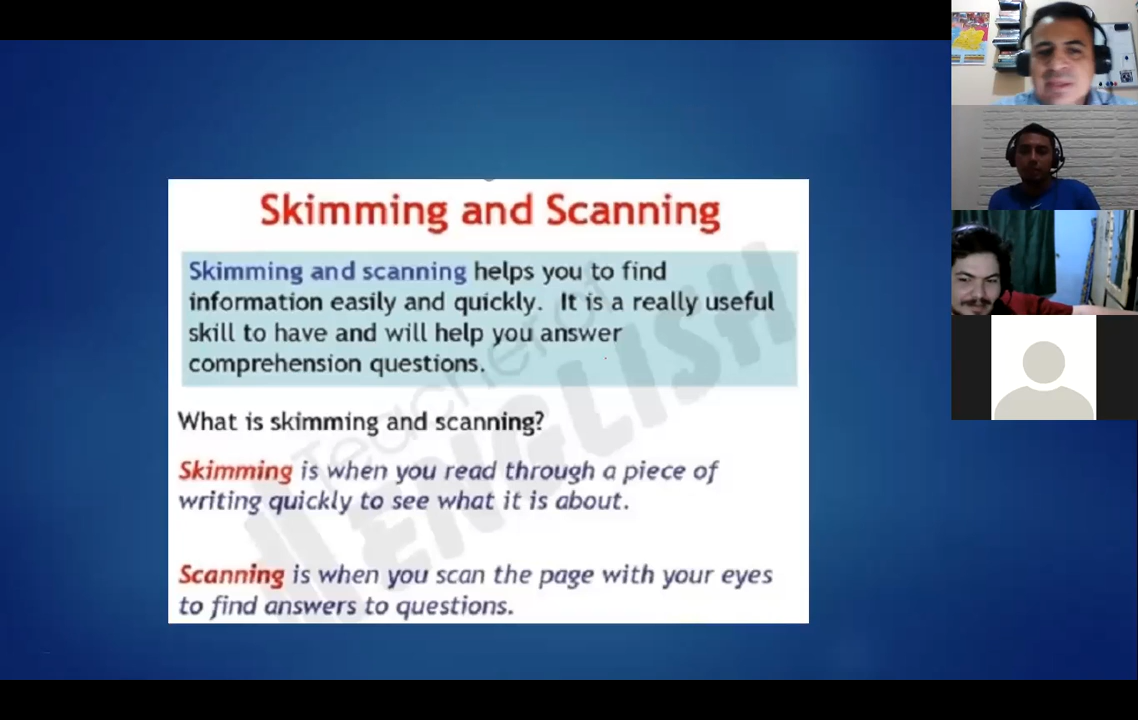 Skimming and Scanning
Skimming and scanning helps you to find
information easily and quickly. It is a really useful
skill to have and will help you answer
comprehension questions.
What is skimming and scanning?
Skimming is when you read through a piece of
writing quickly to see what it is about.
Scanning is when you scan the page with your eyes
to find answers to questions.
Teacher of
ENGLISH